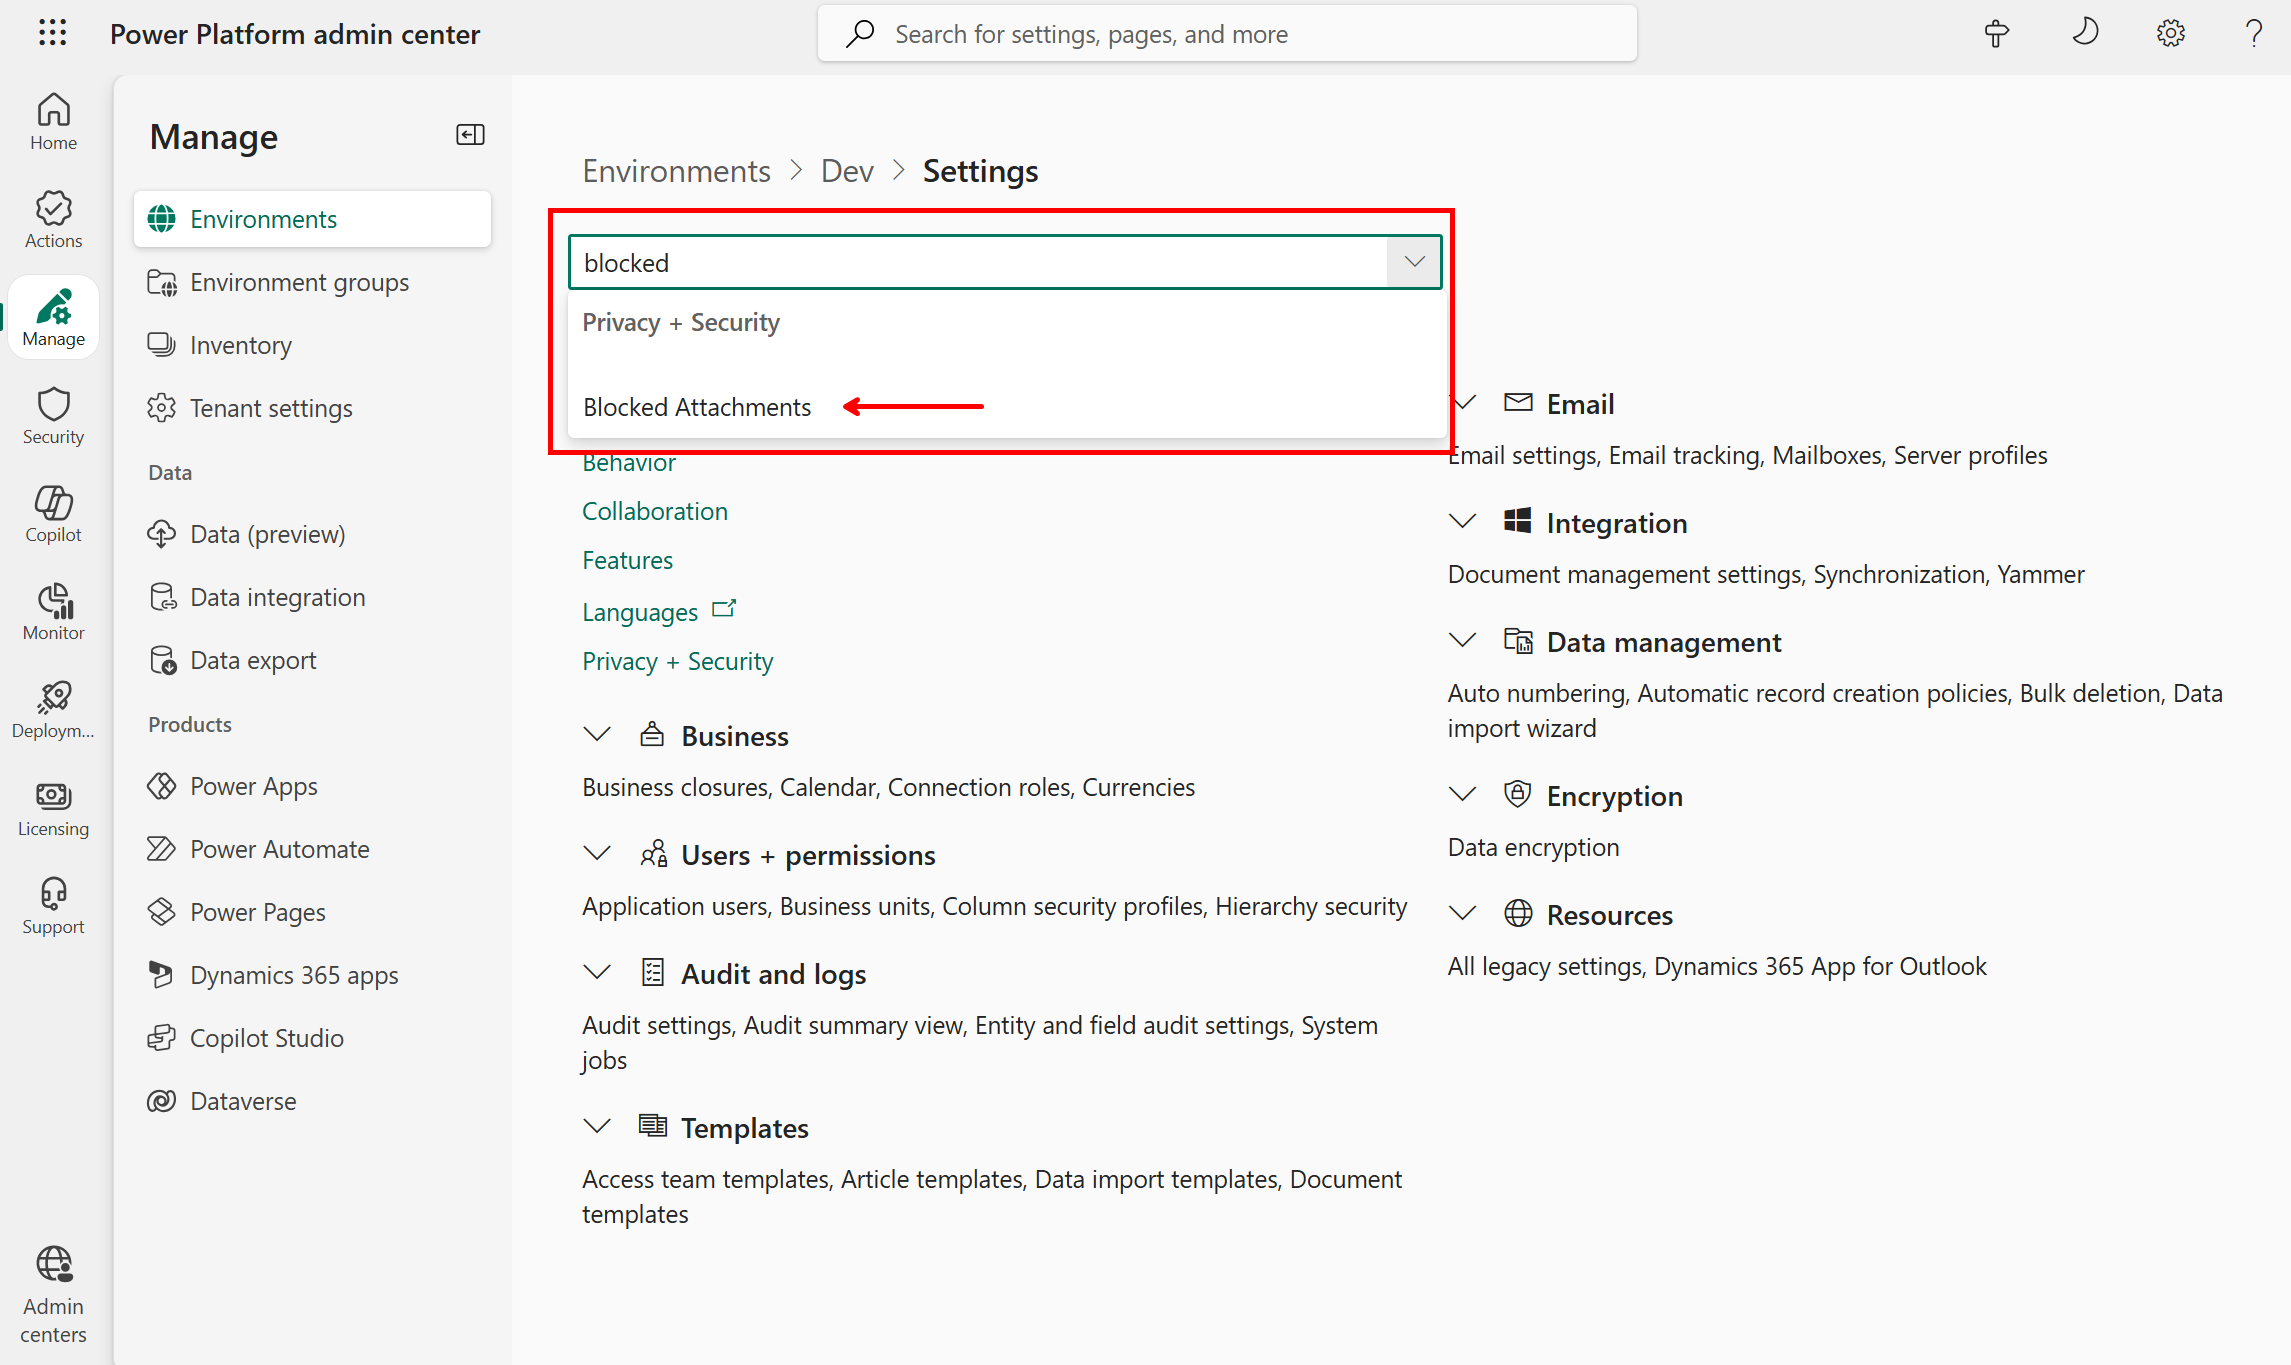 Power Platform admin center
Search for settings, pages, and more
Home
Actions
Manage
Security
Copilot
Monitor
Deploym...
Licensing
Support
Admin
centers
Manage
Environments
Environment groups
Inventory
Tenant settings
Data
Data (preview)
Data integration
Data export
Products
Power Apps
Power Automate
Power Pages
Dynamics 365 apps
Copilot Studio
Dataverse
Environments > Dev > Settings
blocked
Privacy + Security
Blocked Attachments
Behavior
Collaboration
Features
Languages
Privacy + Security
Business
Business closures, Calendar, Connection roles, Currencies
Users + permissions
Application users, Business units, Column security profiles, Hierarchy security
Audit and logs
Audit settings, Audit summary view, Entity and field audit settings, System
jobs
Templates
Access team templates, Article templates, Data import templates, Document
templates
Email
Email settings, Email tracking, Mailboxes, Server profiles
Integration
Document management settings, Synchronization, Yammer
Data management
Auto numbering, Automatic record creation policies, Bulk deletion, Data
import wizard
Encryption
Data encryption
Resources
All legacy settings, Dynamics 365 App for Outlook